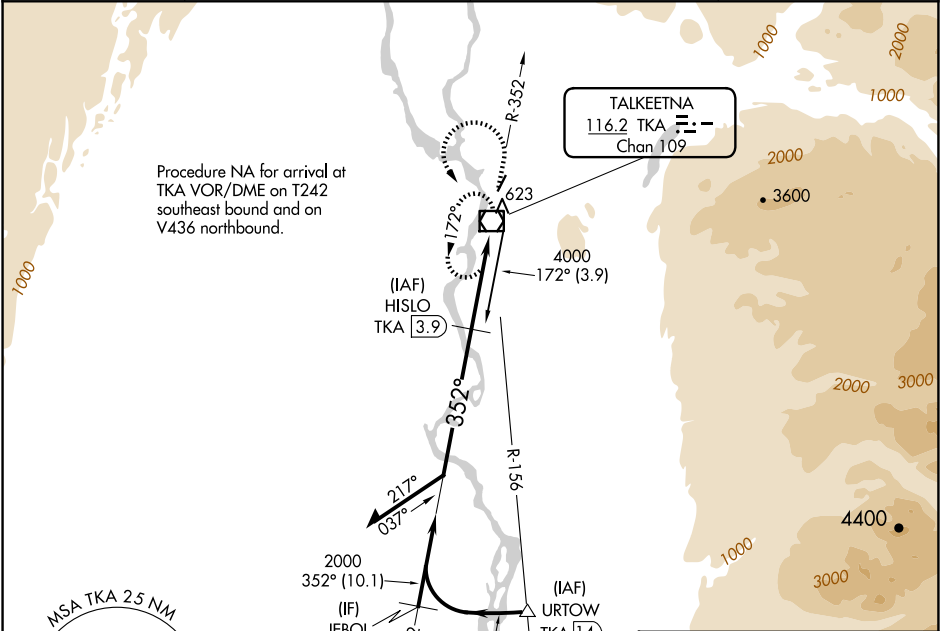 1000
2000
1000
R-352
TALKEETNA
116.2 TKA
Chan 109
2000
Procedure NA for arrival at
TKA VOR/DME on T242
southeast bound and on
V436 northbound.
623
3600
172°
4000
172° (3.9)
1000
(IAF)
HISLO
TKA 3.9
352°
2000
3000
R-156
217°
037°
4400
1000
2000
352° (10.1)
3000
(IF)
(IAF)
URTOW
TKA 14
MSA TKA 25 NM